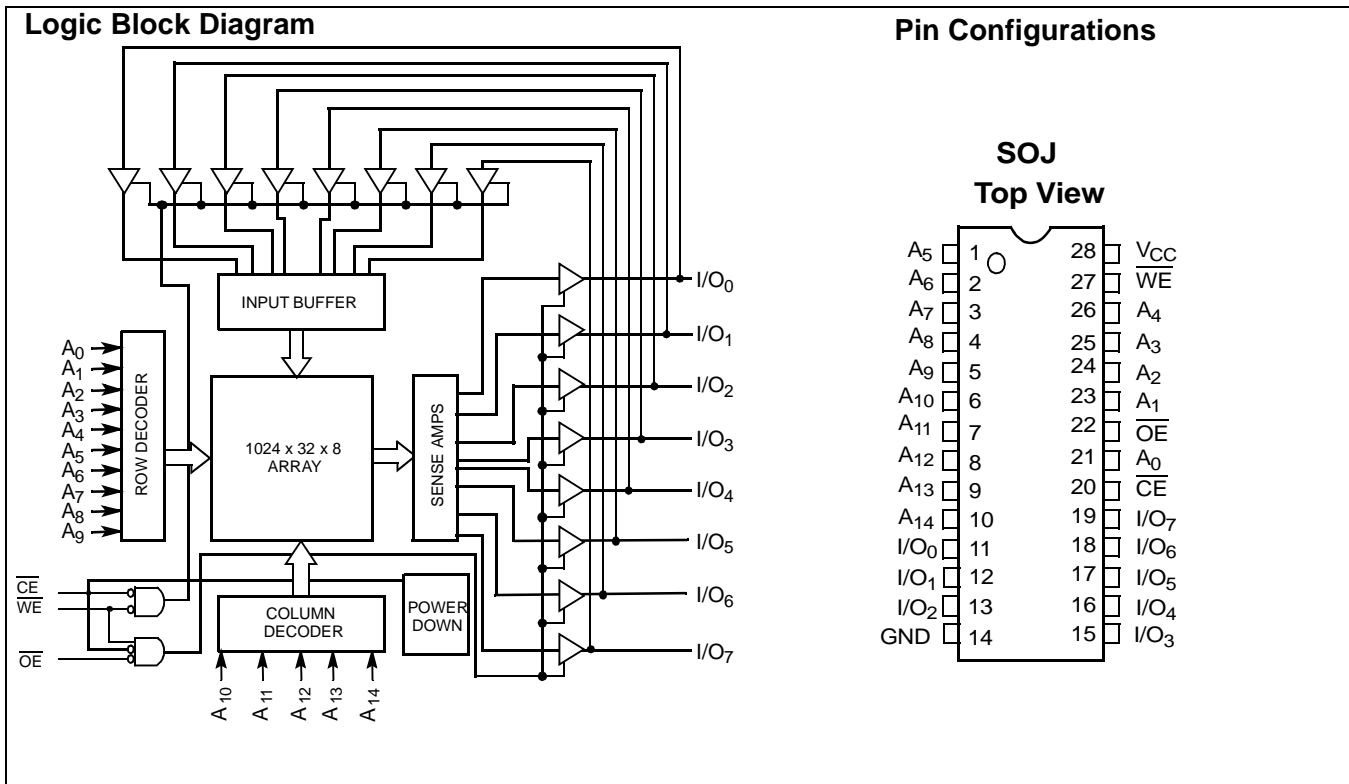 Logic Block Diagram
Pin Configurations
INPUT BUFFER
A0
A1
A2
A3
A4
A5
A6
A7
A8
A9
ROW DECODER
1024 x 32 x 8
ARRAY
SENSE AMPS
I/O0
I/O1
I/O2
I/O3
I/O4
I/O5
I/O6
I/O7
CE
WE
OE
COLUMN
DECODER
POWER
DOWN
A10
A11
A12
A13
A14
SOJ
Top View
A5 1 28 VCC
A6 2 27 WE
A7 3 26 A4
A8 4 25 A3
A9 5 24 A2
A10 6 23 A1
A11 7 22 OE
A12 8 21 A0
A13 9 20 CE
A14 10 19 I/O7
I/O0 11 18 I/O6
I/O1 12 17 I/O5
I/O2 13 16 I/O4
GND 14 15 I/O3